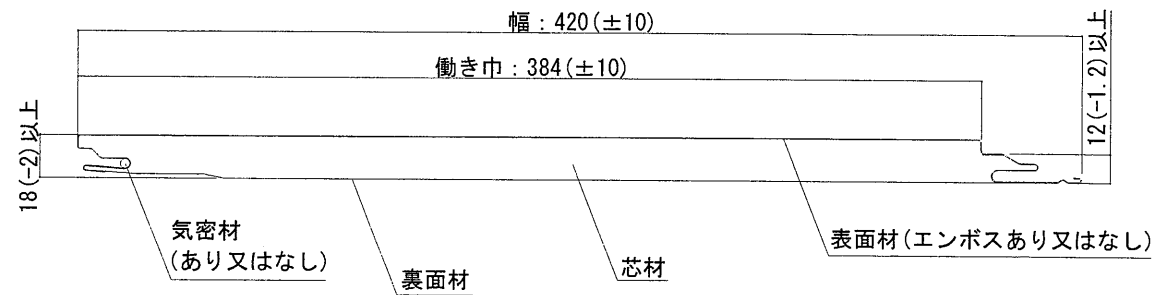 幅：420(±10)
働き巾：384(±10)
12(-1.2)以上
18(-2)以上
気密材
(あり又はなし)
裏面材
芯材
表面材(エンボスあり又はなし)